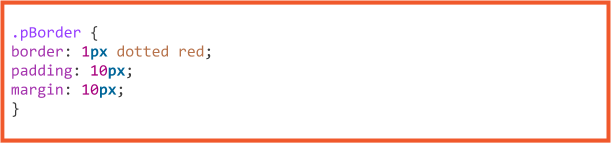 .pBorder {
border: 1px dotted red;
padding: 10px;
margin: 10px;
}